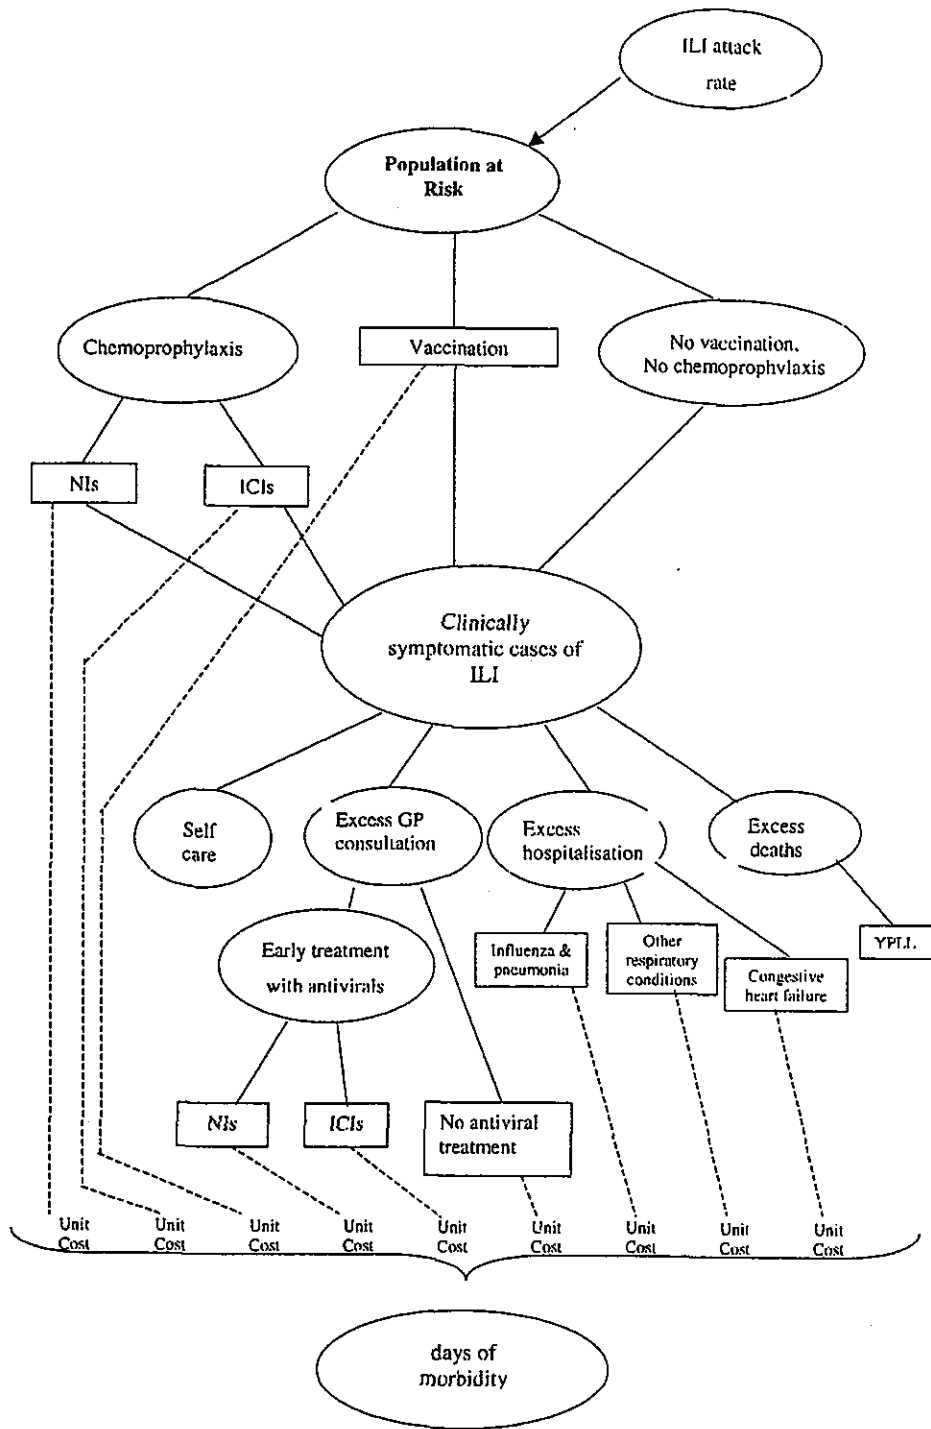 ILI attack
rate
Population at
Risk
Chemoprophylaxis
Vaccination
No vaccination,
No chemoprophylaxis
NIs
ICIs
Clinically
symptomatic cases of
ILI
Self
care
Excess GP
consultation
Excess
hospitalisation
Excess
deaths
Early treatment
with antivirals
Influenza &
pneumonia
Other
respiratory
conditions
Congestive
heart failure
YPLL
NIs
ICIs
No antiviral
treatment
Unit
Cost
Unit
Cost
Unit
Cost
Unit
Cost
Unit
Cost
Unit
Cost
Unit
Cost
Unit
Cost
Unit
Cost
days of
morbidity